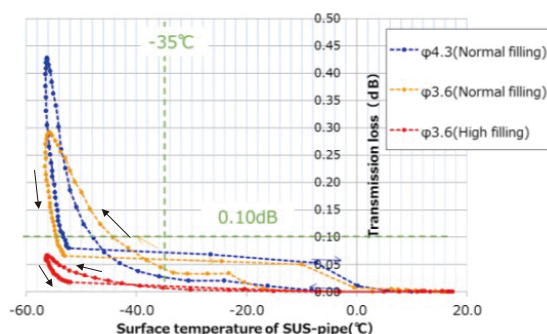 0.50
-35℃
0.45
0.40
0.35
0.30
0.25
0.20
0.15
0.10
0.05
0.00
Transmission loss (dB)
φ4.3(Normal filling)
φ3.6(Normal filling)
φ3.6(High filling)
0.10dB
-60.0
-40.0
-20.0
0.0
20.0
Surface temperature of SUS-pipe(℃)